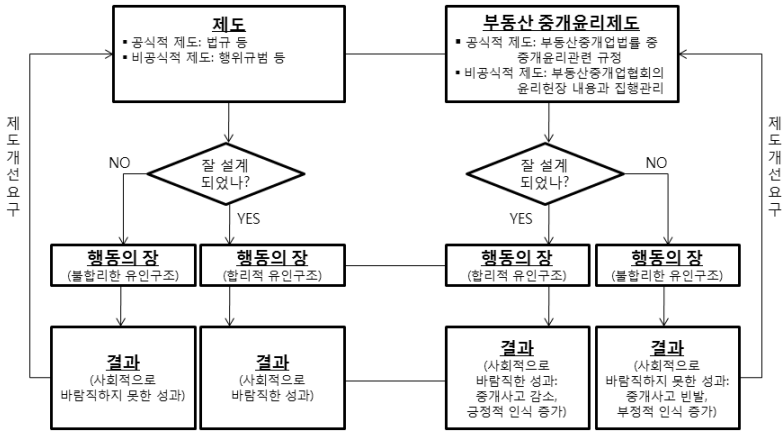 제도
▪ 공식적 제도: 법규 등
▪ 비공식적 제도: 행위규범 등
부동산 중개윤리제도
▪ 공식적 제도: 부동산중개업법률 중
중개윤리관련 규정
▪ 비공식적 제도: 부동산중개업협회의
윤리헌장 내용과 집행관리
제도개선요구
제도개선요구
NO
잘 설계
되었나?
YES
잘 설계
되었나?
NO
YES
행동의 장
(불합리한 유인구조)
행동의 장
(합리적 유인구조)
행동의 장
(합리적 유인구조)
행동의 장
(불합리한 유인구조)
결과
(사회적으로
바람직하지 못한 성과)
결과
(사회적으로
바람직한 성과)
결과
(사회적으로
바람직한 성과:
중개사고 감소,
긍정적 인식 증가)
결과
(사회적으로
바람직하지 못한 성과:
중개사고 빈발,
부정적 인식 증가)